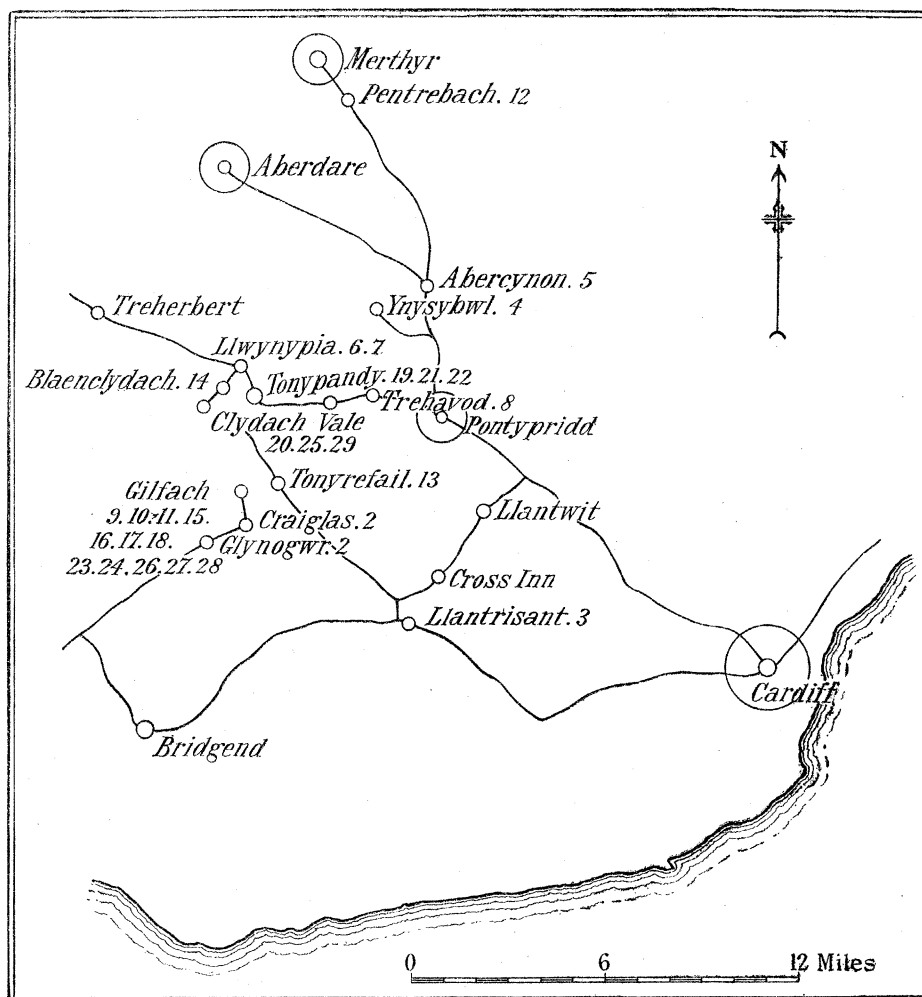 Merthyr
Pentrebach. 12
Aberdare
N
Abercynon. 5
Ynysybwl. 4
Treherbert
Llwynypia. 6.7
Blaenclydach. 14
Tonypandy. 19.21.22
Trehavod. 8
Clydach Vale
20.25.29
Pontypridd
Tonyrefail. 13
Gilfach
9.10.11.15.
16.17.18.
23.24.26.27.28
Craiglas. 2
Glynogwr. 2
Llantwit
Cross Inn
Llantrisant. 3
Cardiff
Bridgend
0 6 12 Miles